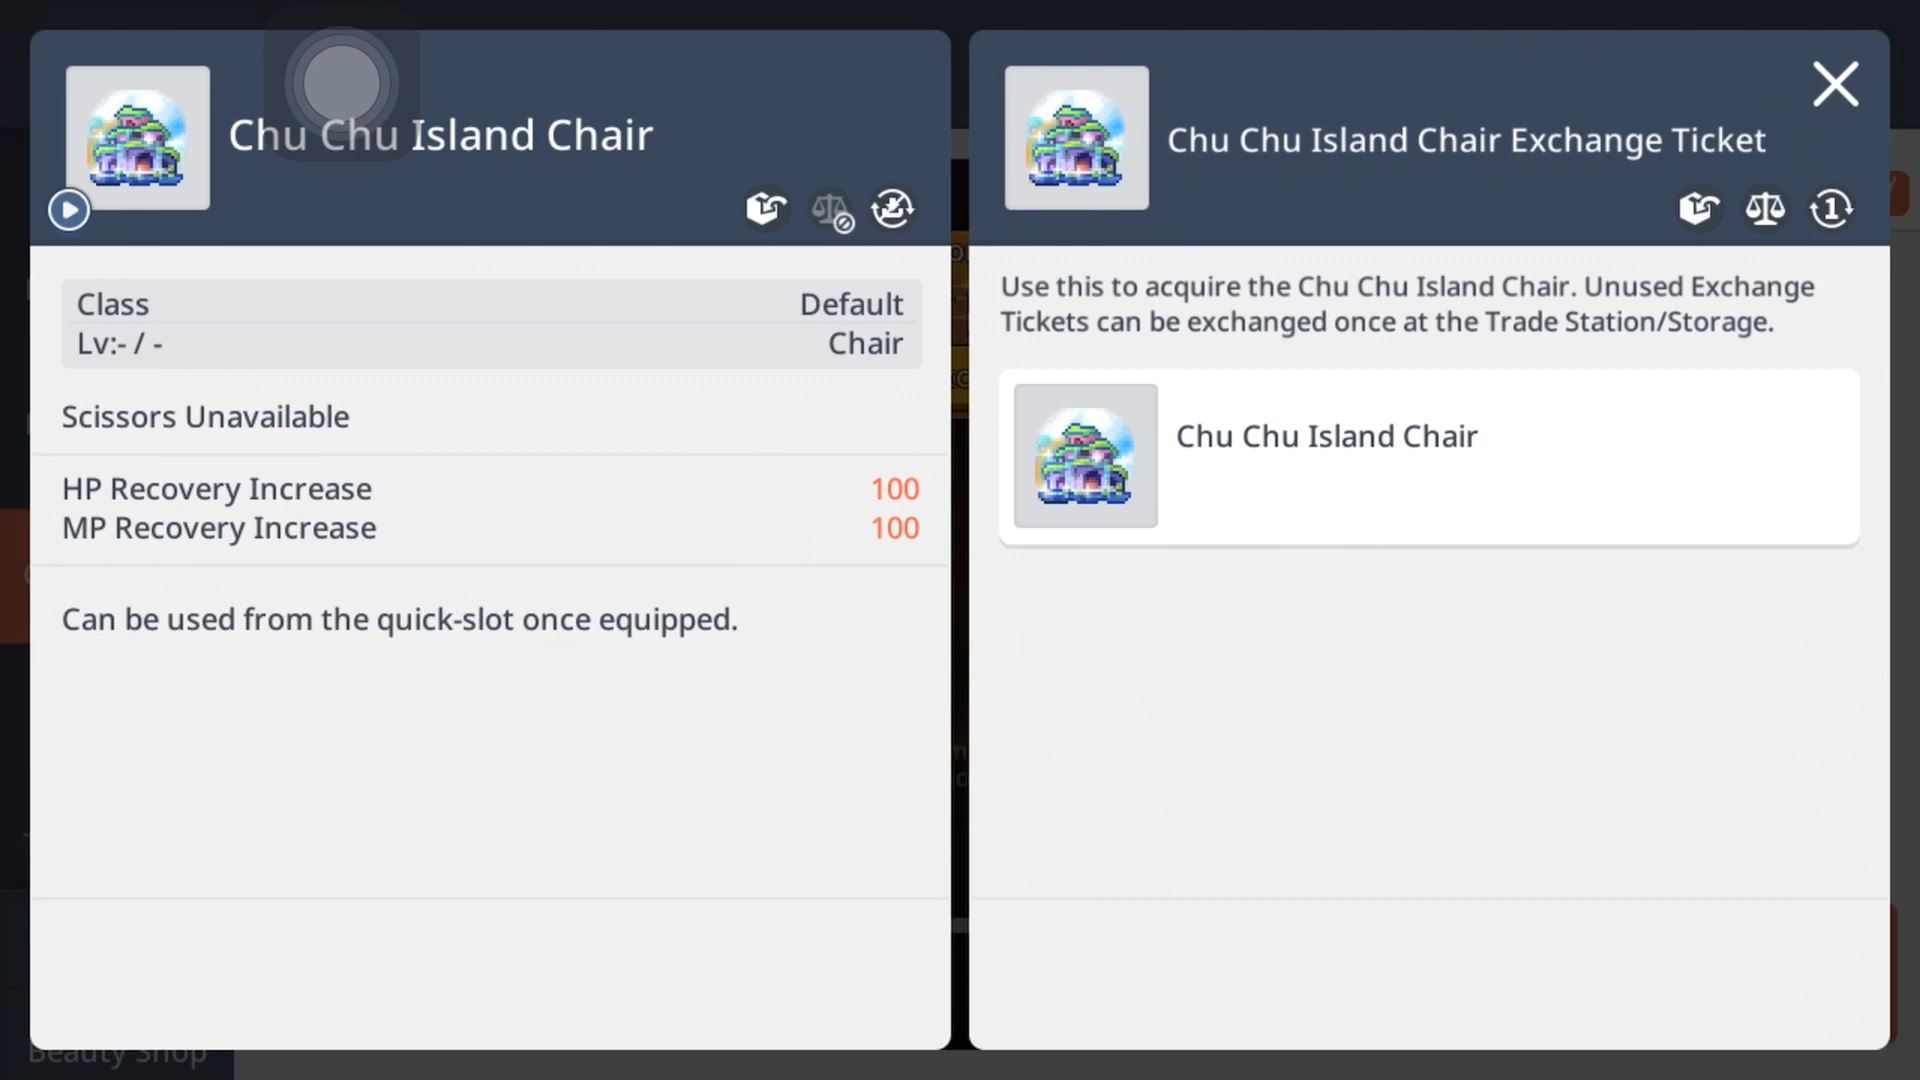 Chu Chu Island Chair
Class Default
Lv:- / - Chair
Scissors Unavailable
HP Recovery Increase 100
MP Recovery Increase 100
Can be used from the quick-slot once equipped.
Chu Chu Island Chair Exchange Ticket
1
Use this to acquire the Chu Chu Island Chair. Unused Exchange
Tickets can be exchanged once at the Trade Station/Storage.
Chu Chu Island Chair
Beauty Shop